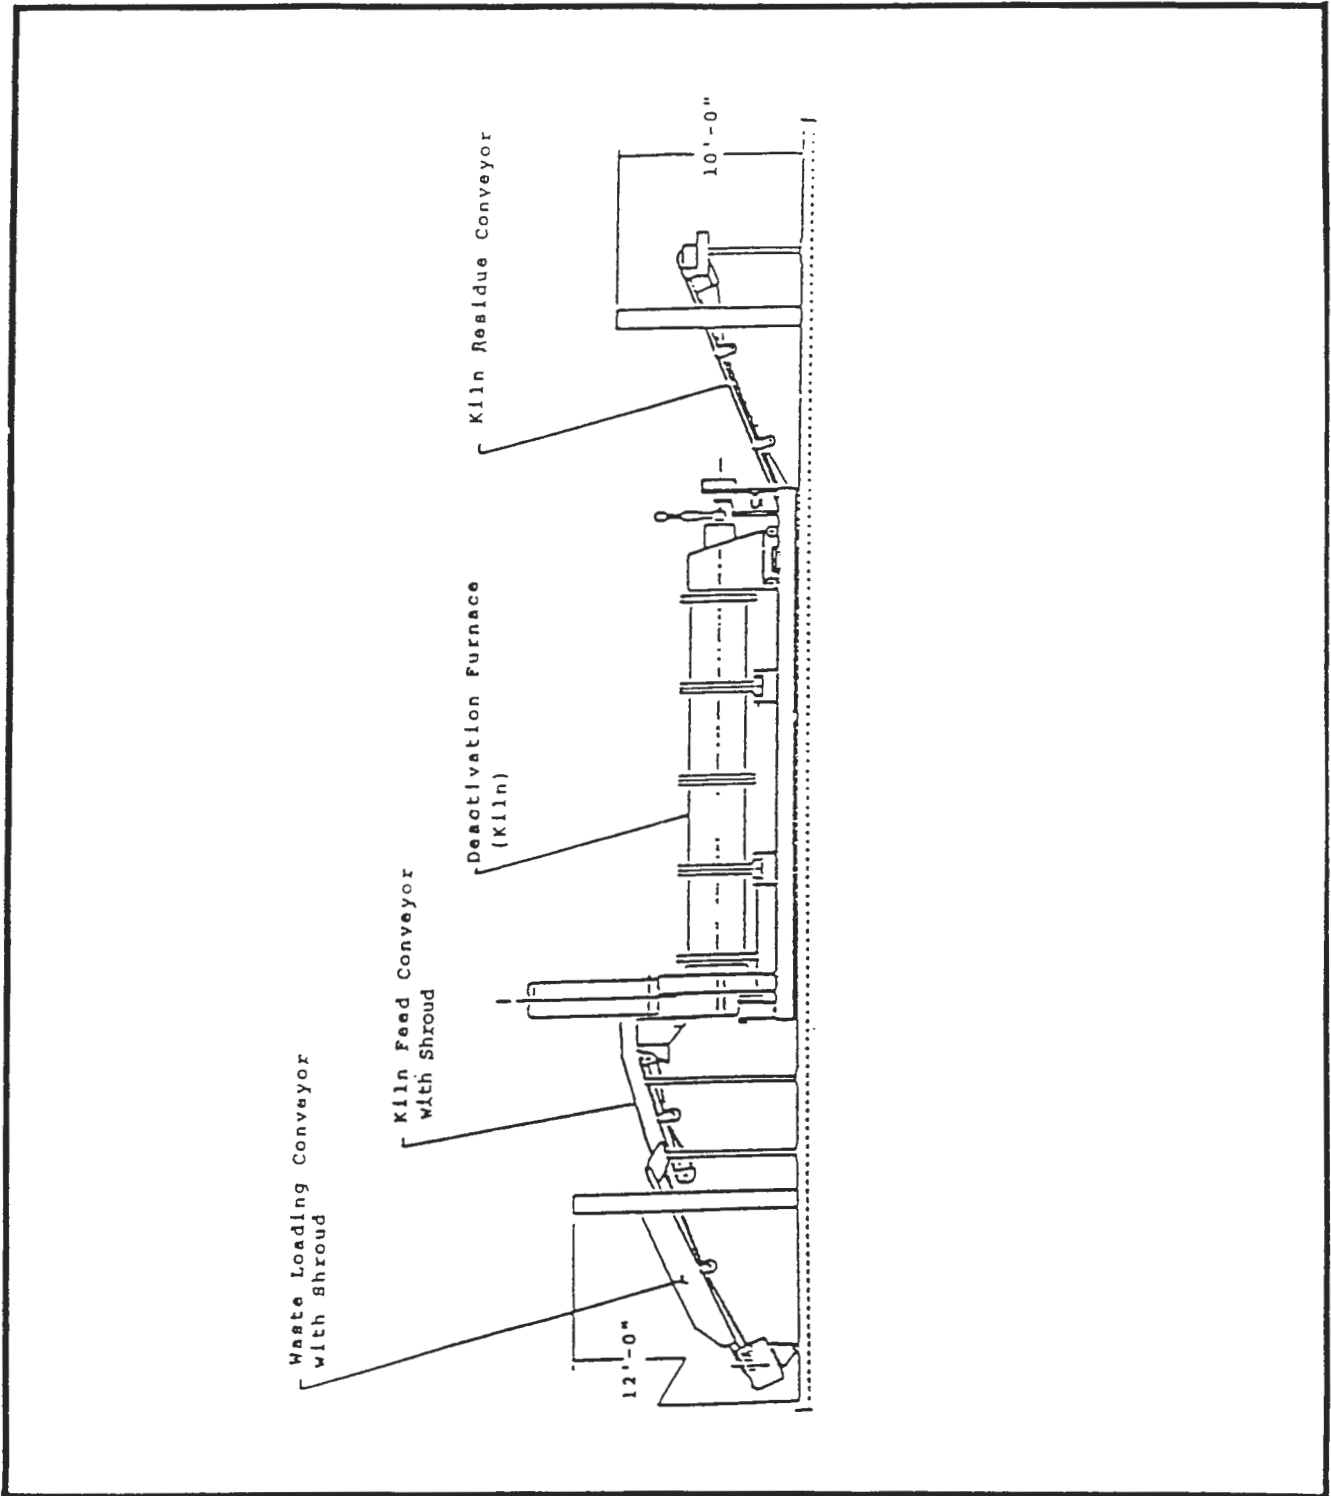 Waste Loading Conveyor
with Shroud
Kiln Feed Conveyor
with Shroud
Deactivation Furnace
(Kiln)
Kiln Residue Conveyor
12'-0"
10'-0"